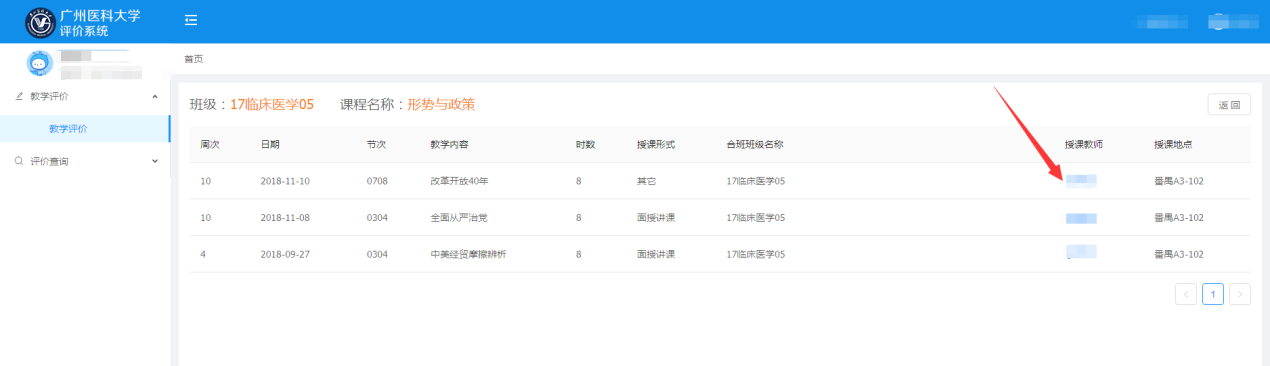 广州医科大学
评价系统
首页
教学评价
教学评价
评价查询
班级：17临床医学05 课程名称：形势与政策 返 回
周次 日期 节次 教学内容 时数 授课形式 合班班级名称 授课教师 授课地点
10 2018-11-10 0708 改革开放40年 8 其它 17临床医学05 番禺A3-102
10 2018-11-08 0304 全面从严治党 8 面授讲课 17临床医学05 番禺A3-102
4 2018-09-27 0304 中美经贸摩擦辨析 8 面授讲课 17临床医学05 番禺A3-102
< 1 >